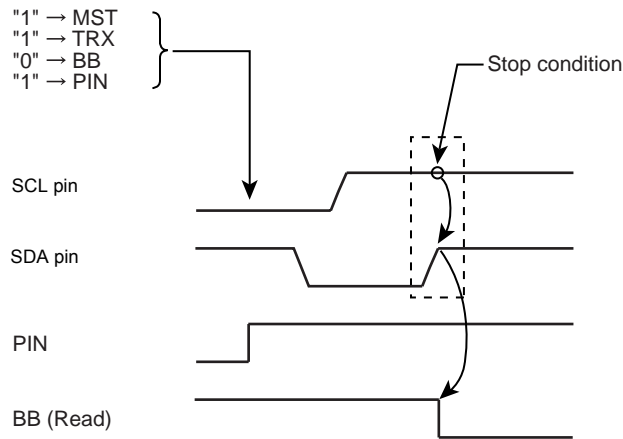 "1" → MST
"1" → TRX
"0" → BB
"1" → PIN
Stop condition
SCL pin
SDA pin
PIN
BB (Read)